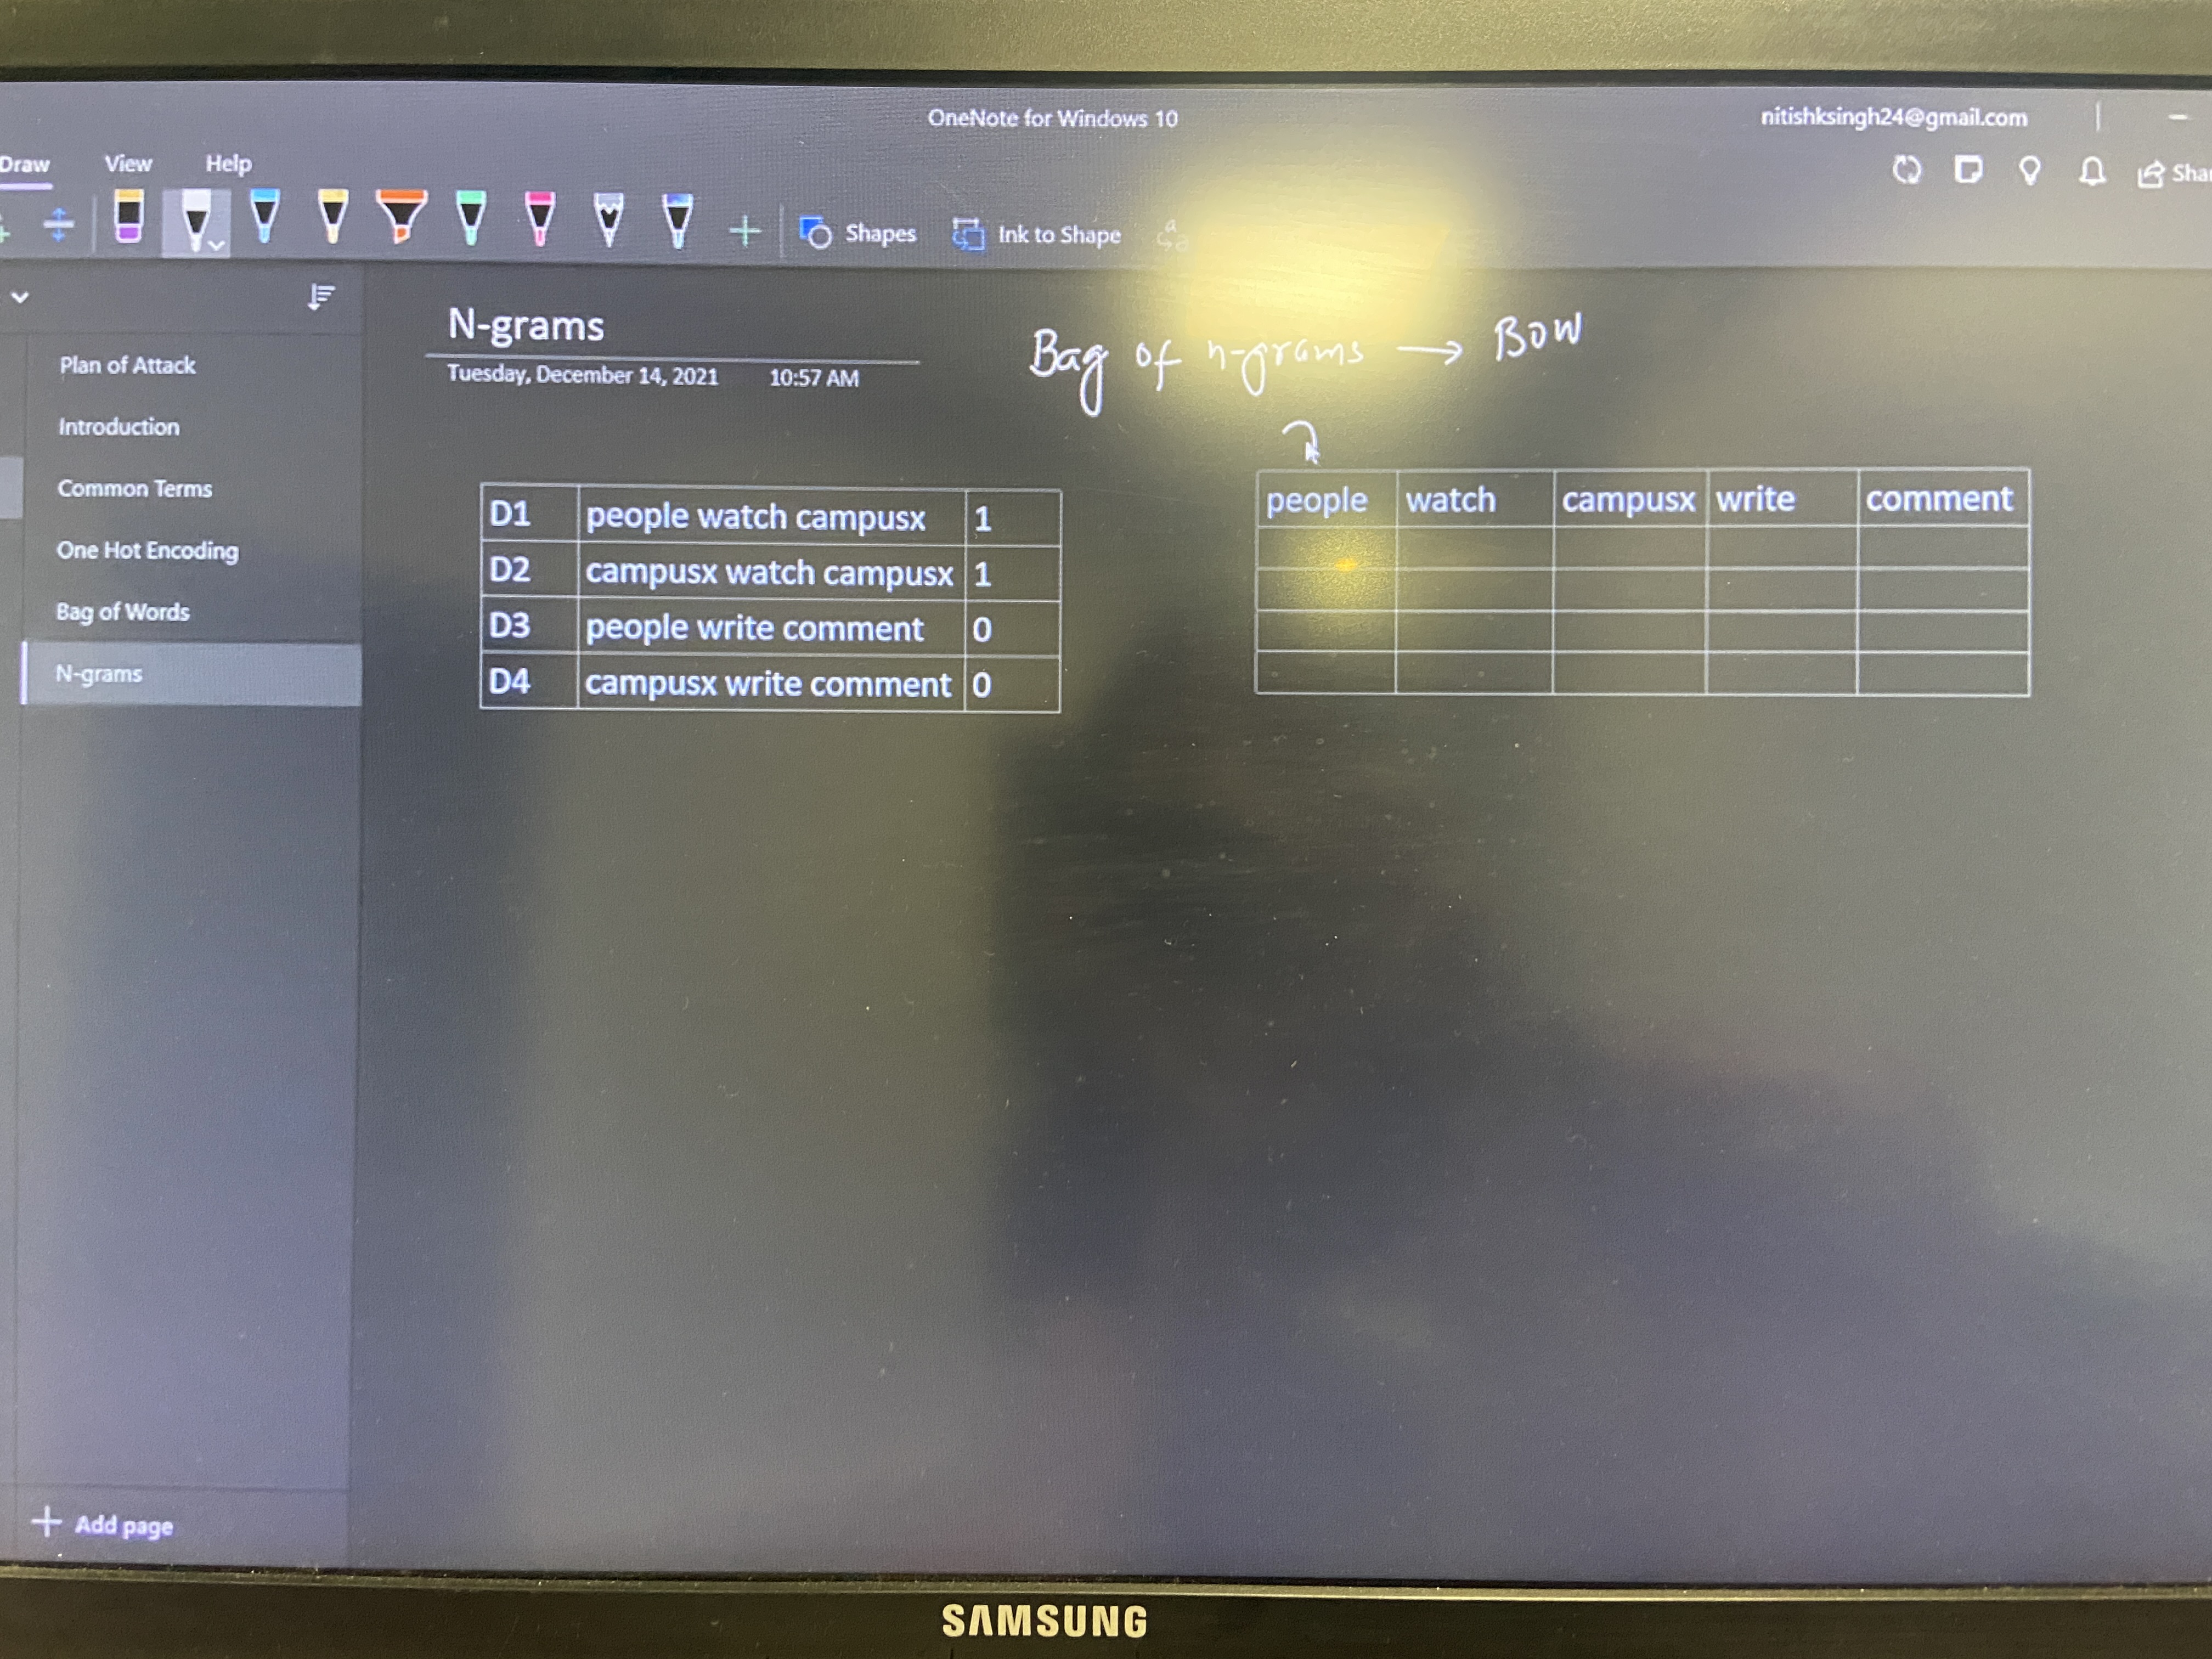 OneNote for Windows 10
nitishksingh24@gmail.com
Draw View Help
Shapes Ink to Shape
N-grams
Tuesday, December 14, 2021 10:57 AM
Bag of n-grams → BOW
Plan of Attack
Introduction
Common Terms
One Hot Encoding
Bag of Words
N-grams
D1 people watch campusx 1
D2 campusx watch campusx 1
D3 people write comment 0
D4 campusx write comment 0
people watch campusx write comment
Add page
SAMSUNG